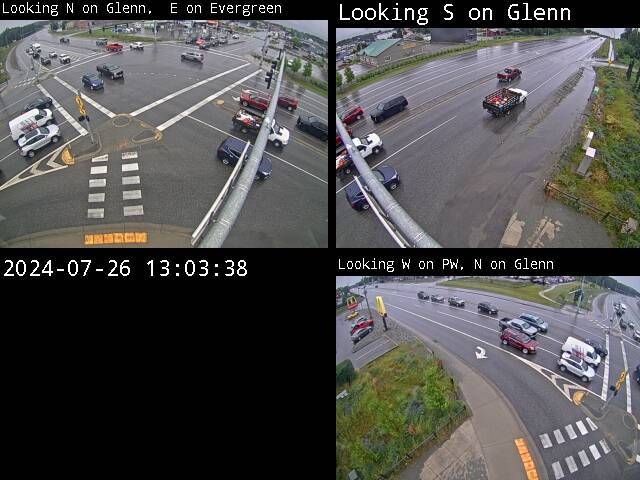 Looking N on Glenn,  E on Evergreen
Looking S on Glenn
2024-07-26 13:03:38
Looking W on PW, N on Glenn